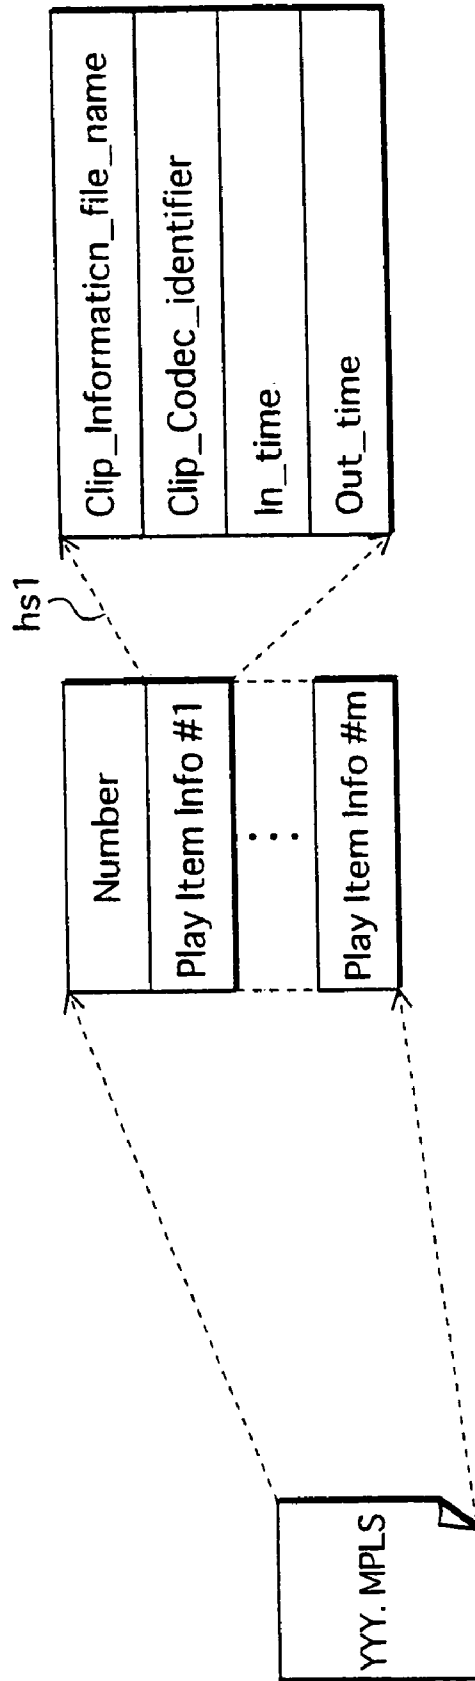 YYY. MPLS
Number
Play Item Info #1
...
Play Item Info #m
hs1
Clip_Informaticn_file_name
Clip_Codec_identifier
In_time
Out_time